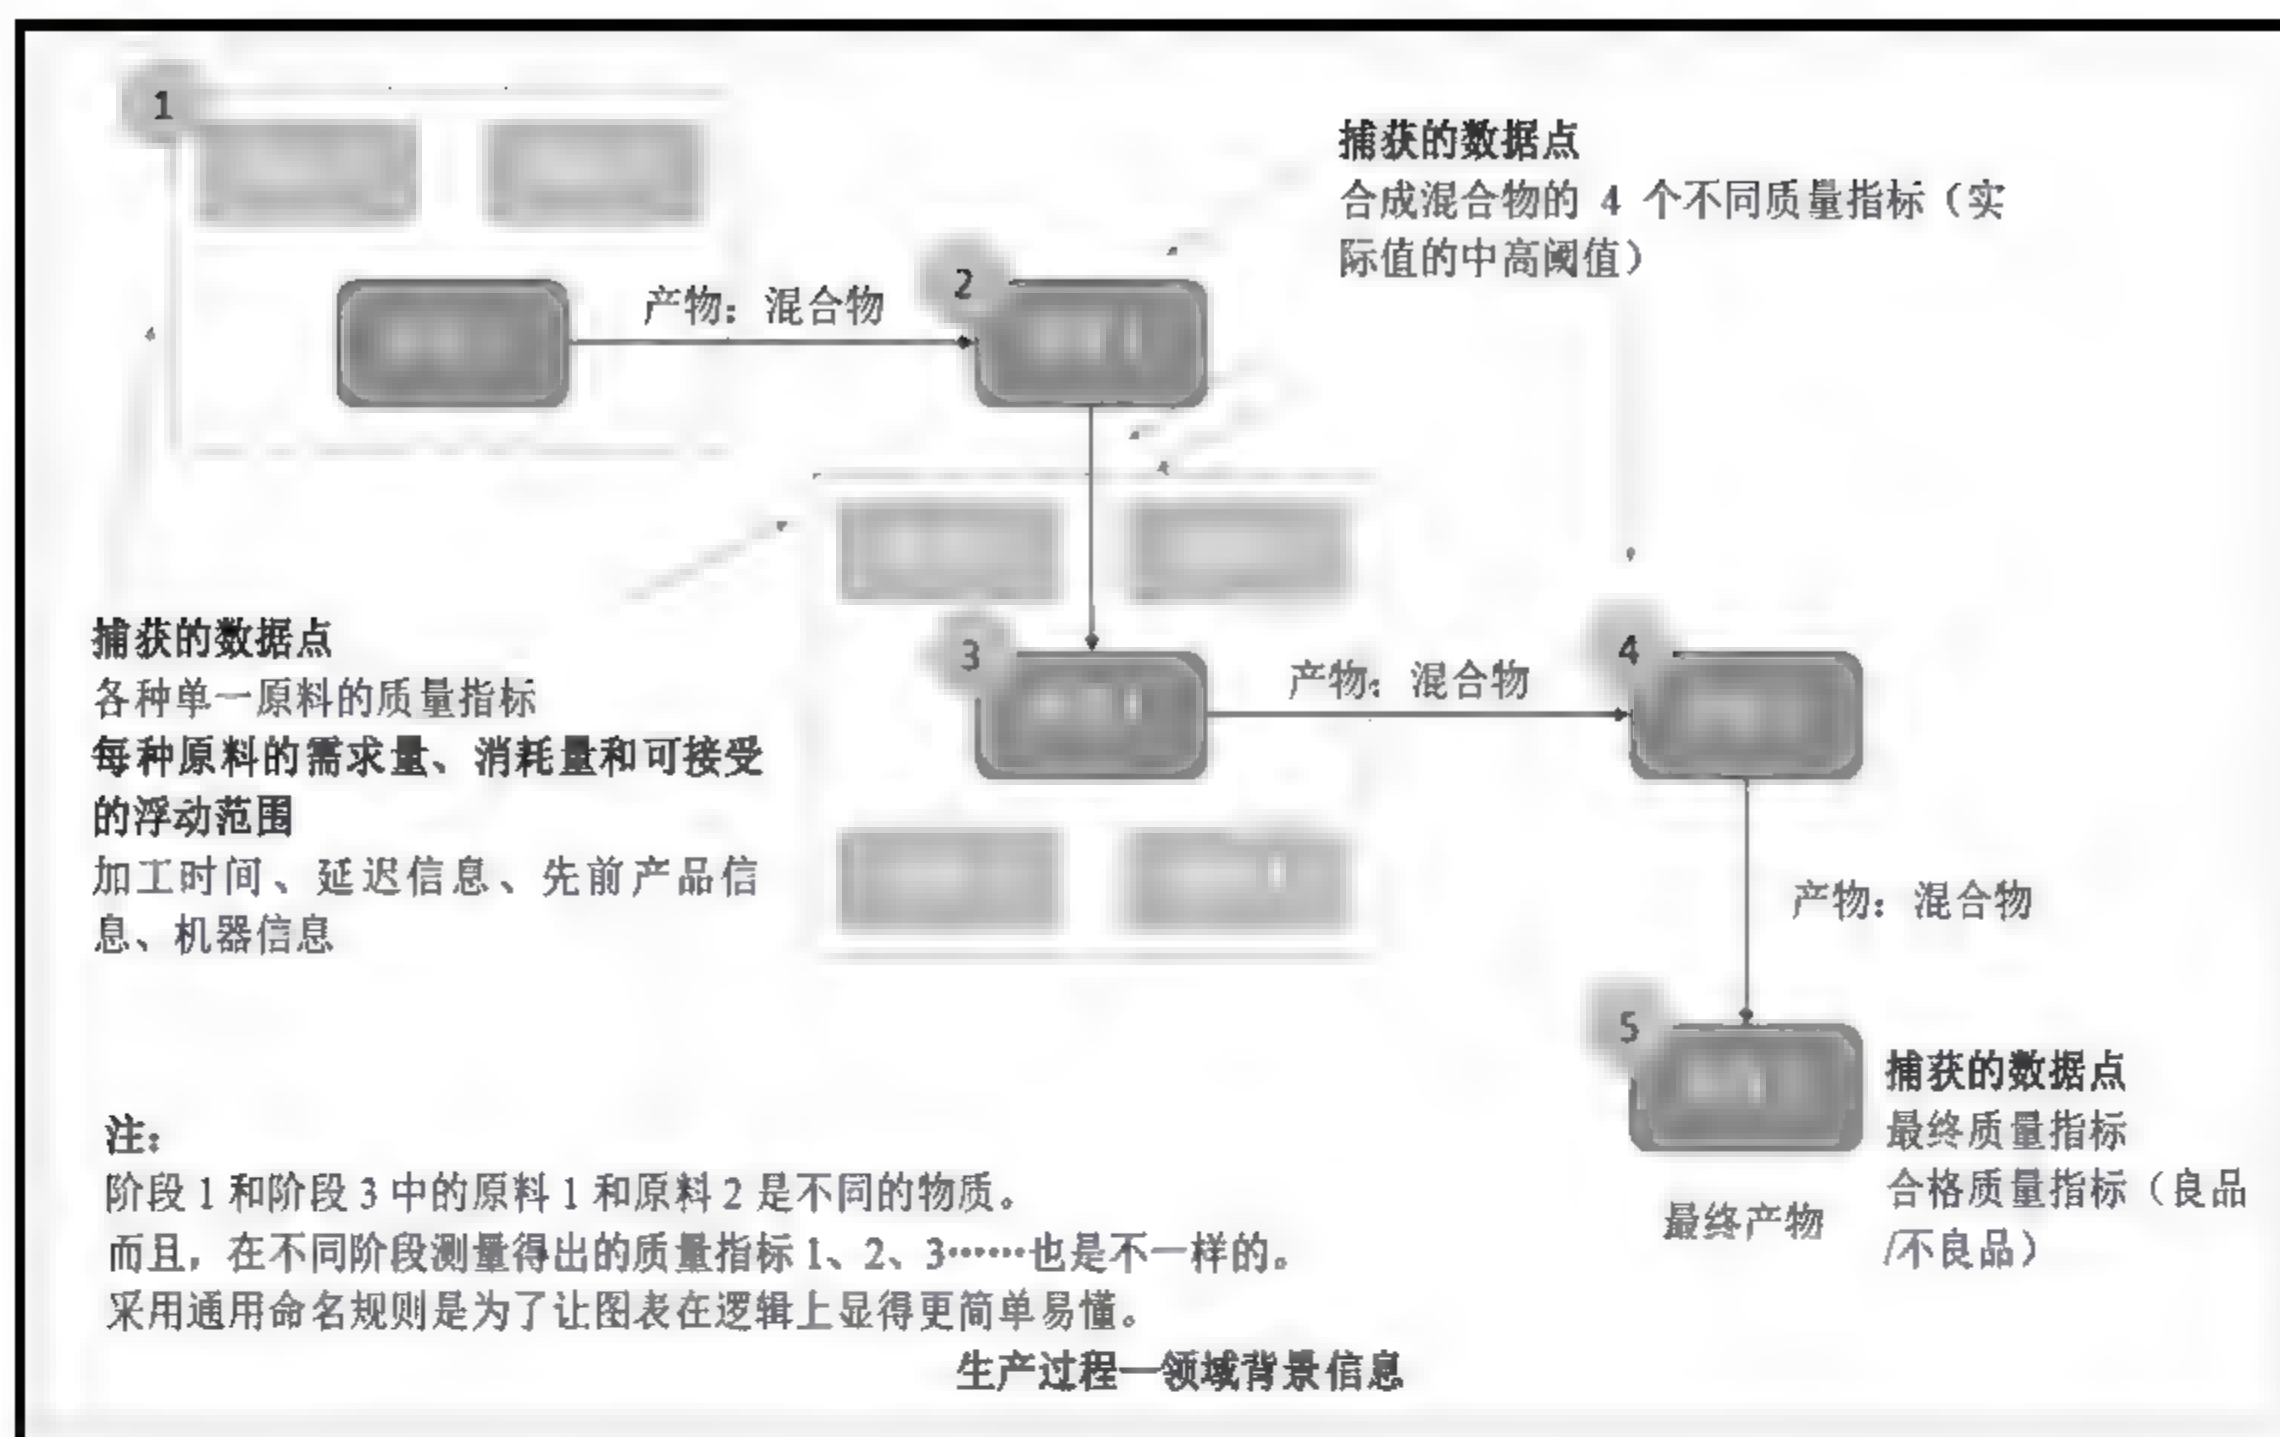 1
捕获的数据点
合成混合物的 4 个不同质量指标（实
际值的中高阈值）
产物：混合物
2
捕获的数据点
各种单一原料的质量指标
每种原料的需求量、消耗量和可接受
的浮动范围
加工时间、延迟信息、先前产品信
息、机器信息
3
产物：混合物
4
产物：混合物
5
捕获的数据点
最终质量指标
合格质量指标（良品
/不良品）
最终产物
注：
阶段 1 和阶段 3 中的原料 1 和原料 2 是不同的物质。
而且，在不同阶段测量得出的质量指标 1、2、3……也是不一样的。
采用通用命名规则是为了让图表在逻辑上显得更简单易懂。
生产过程—领域背景信息